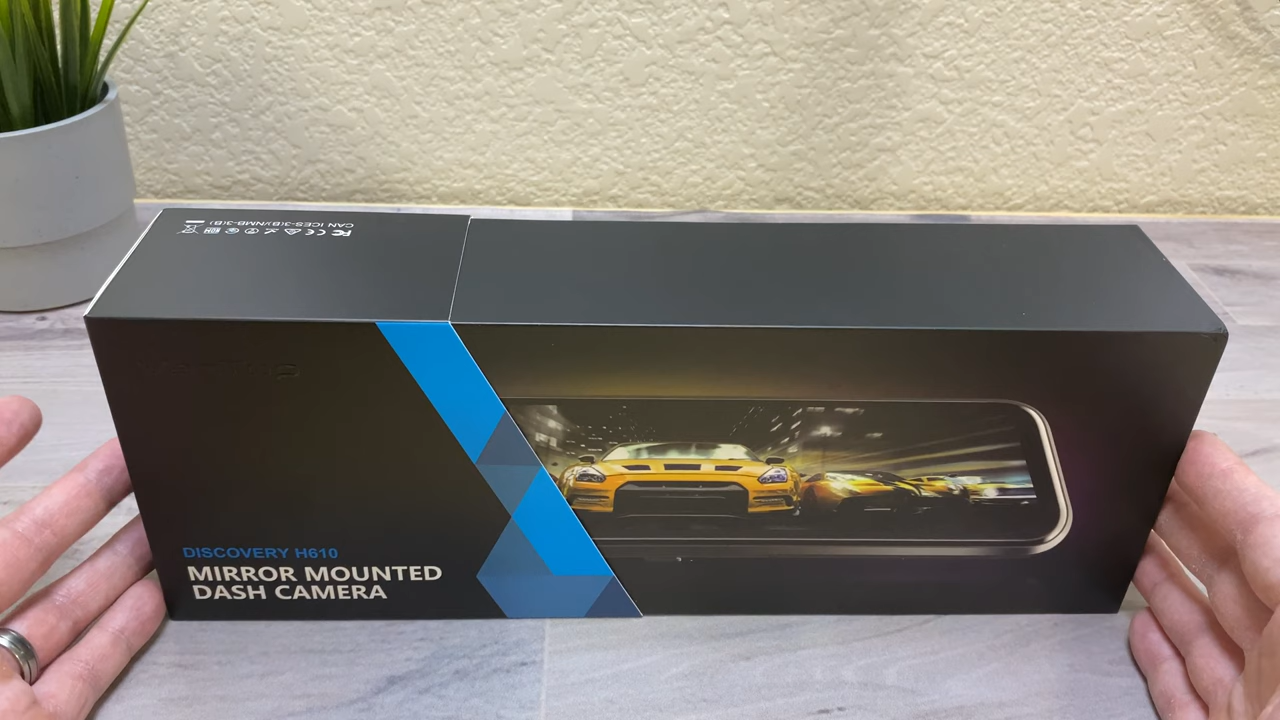 CAN ICES-3(B)/NMB-3(B)
DISCOVERY H610
MIRROR MOUNTED
DASH CAMERA